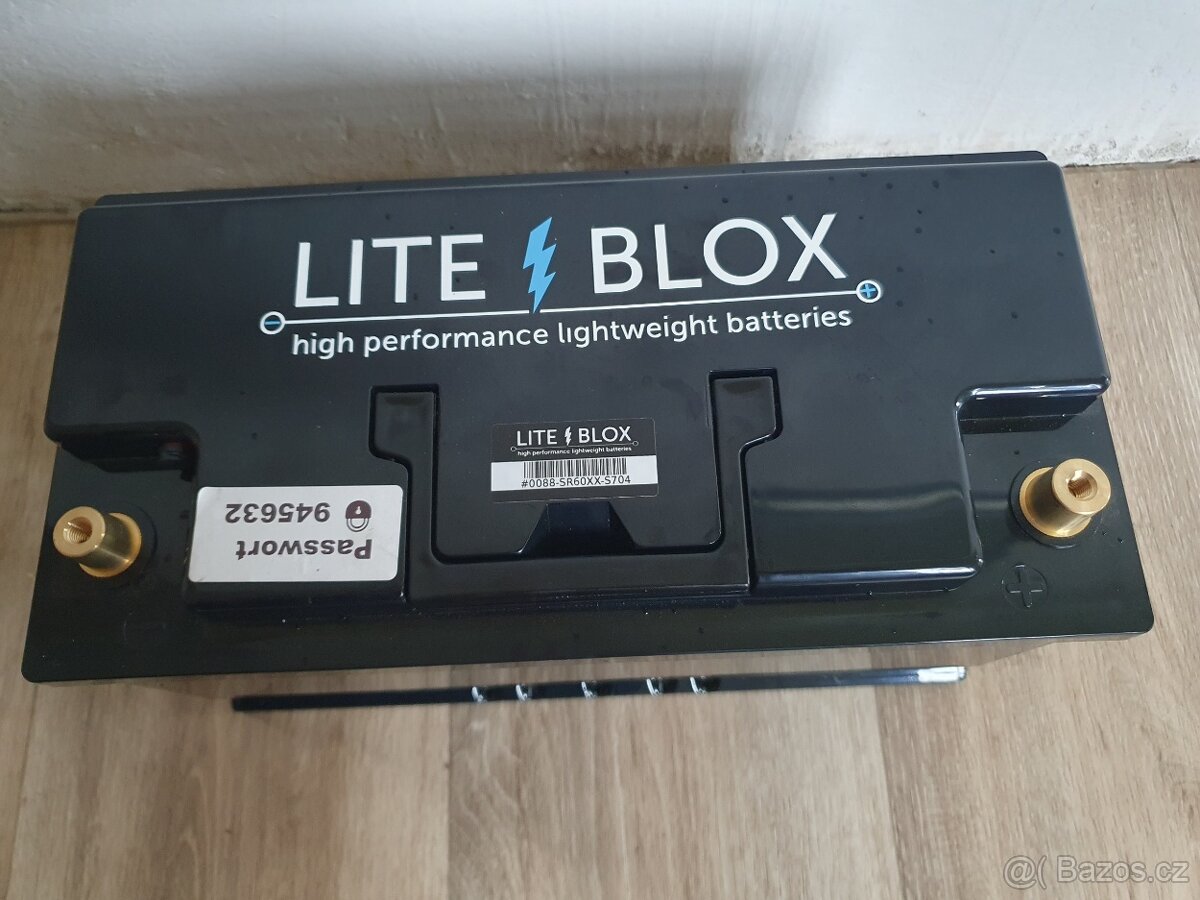 LITE BLOX
high performance lightweight batteries
LITE BLOX
high performance lightweight batteries
#0088-SR60XX-S704
Passwort
945632
@( Bazos.cz